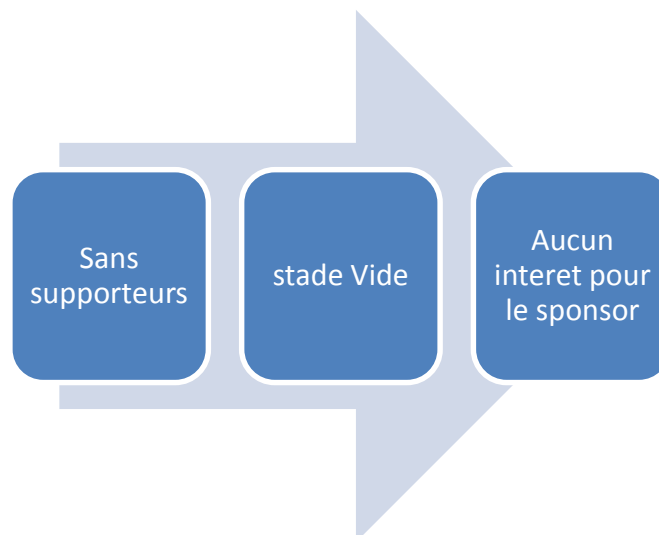 Sans
supporteurs
stade Vide
Aucun
interet pour
le sponsor